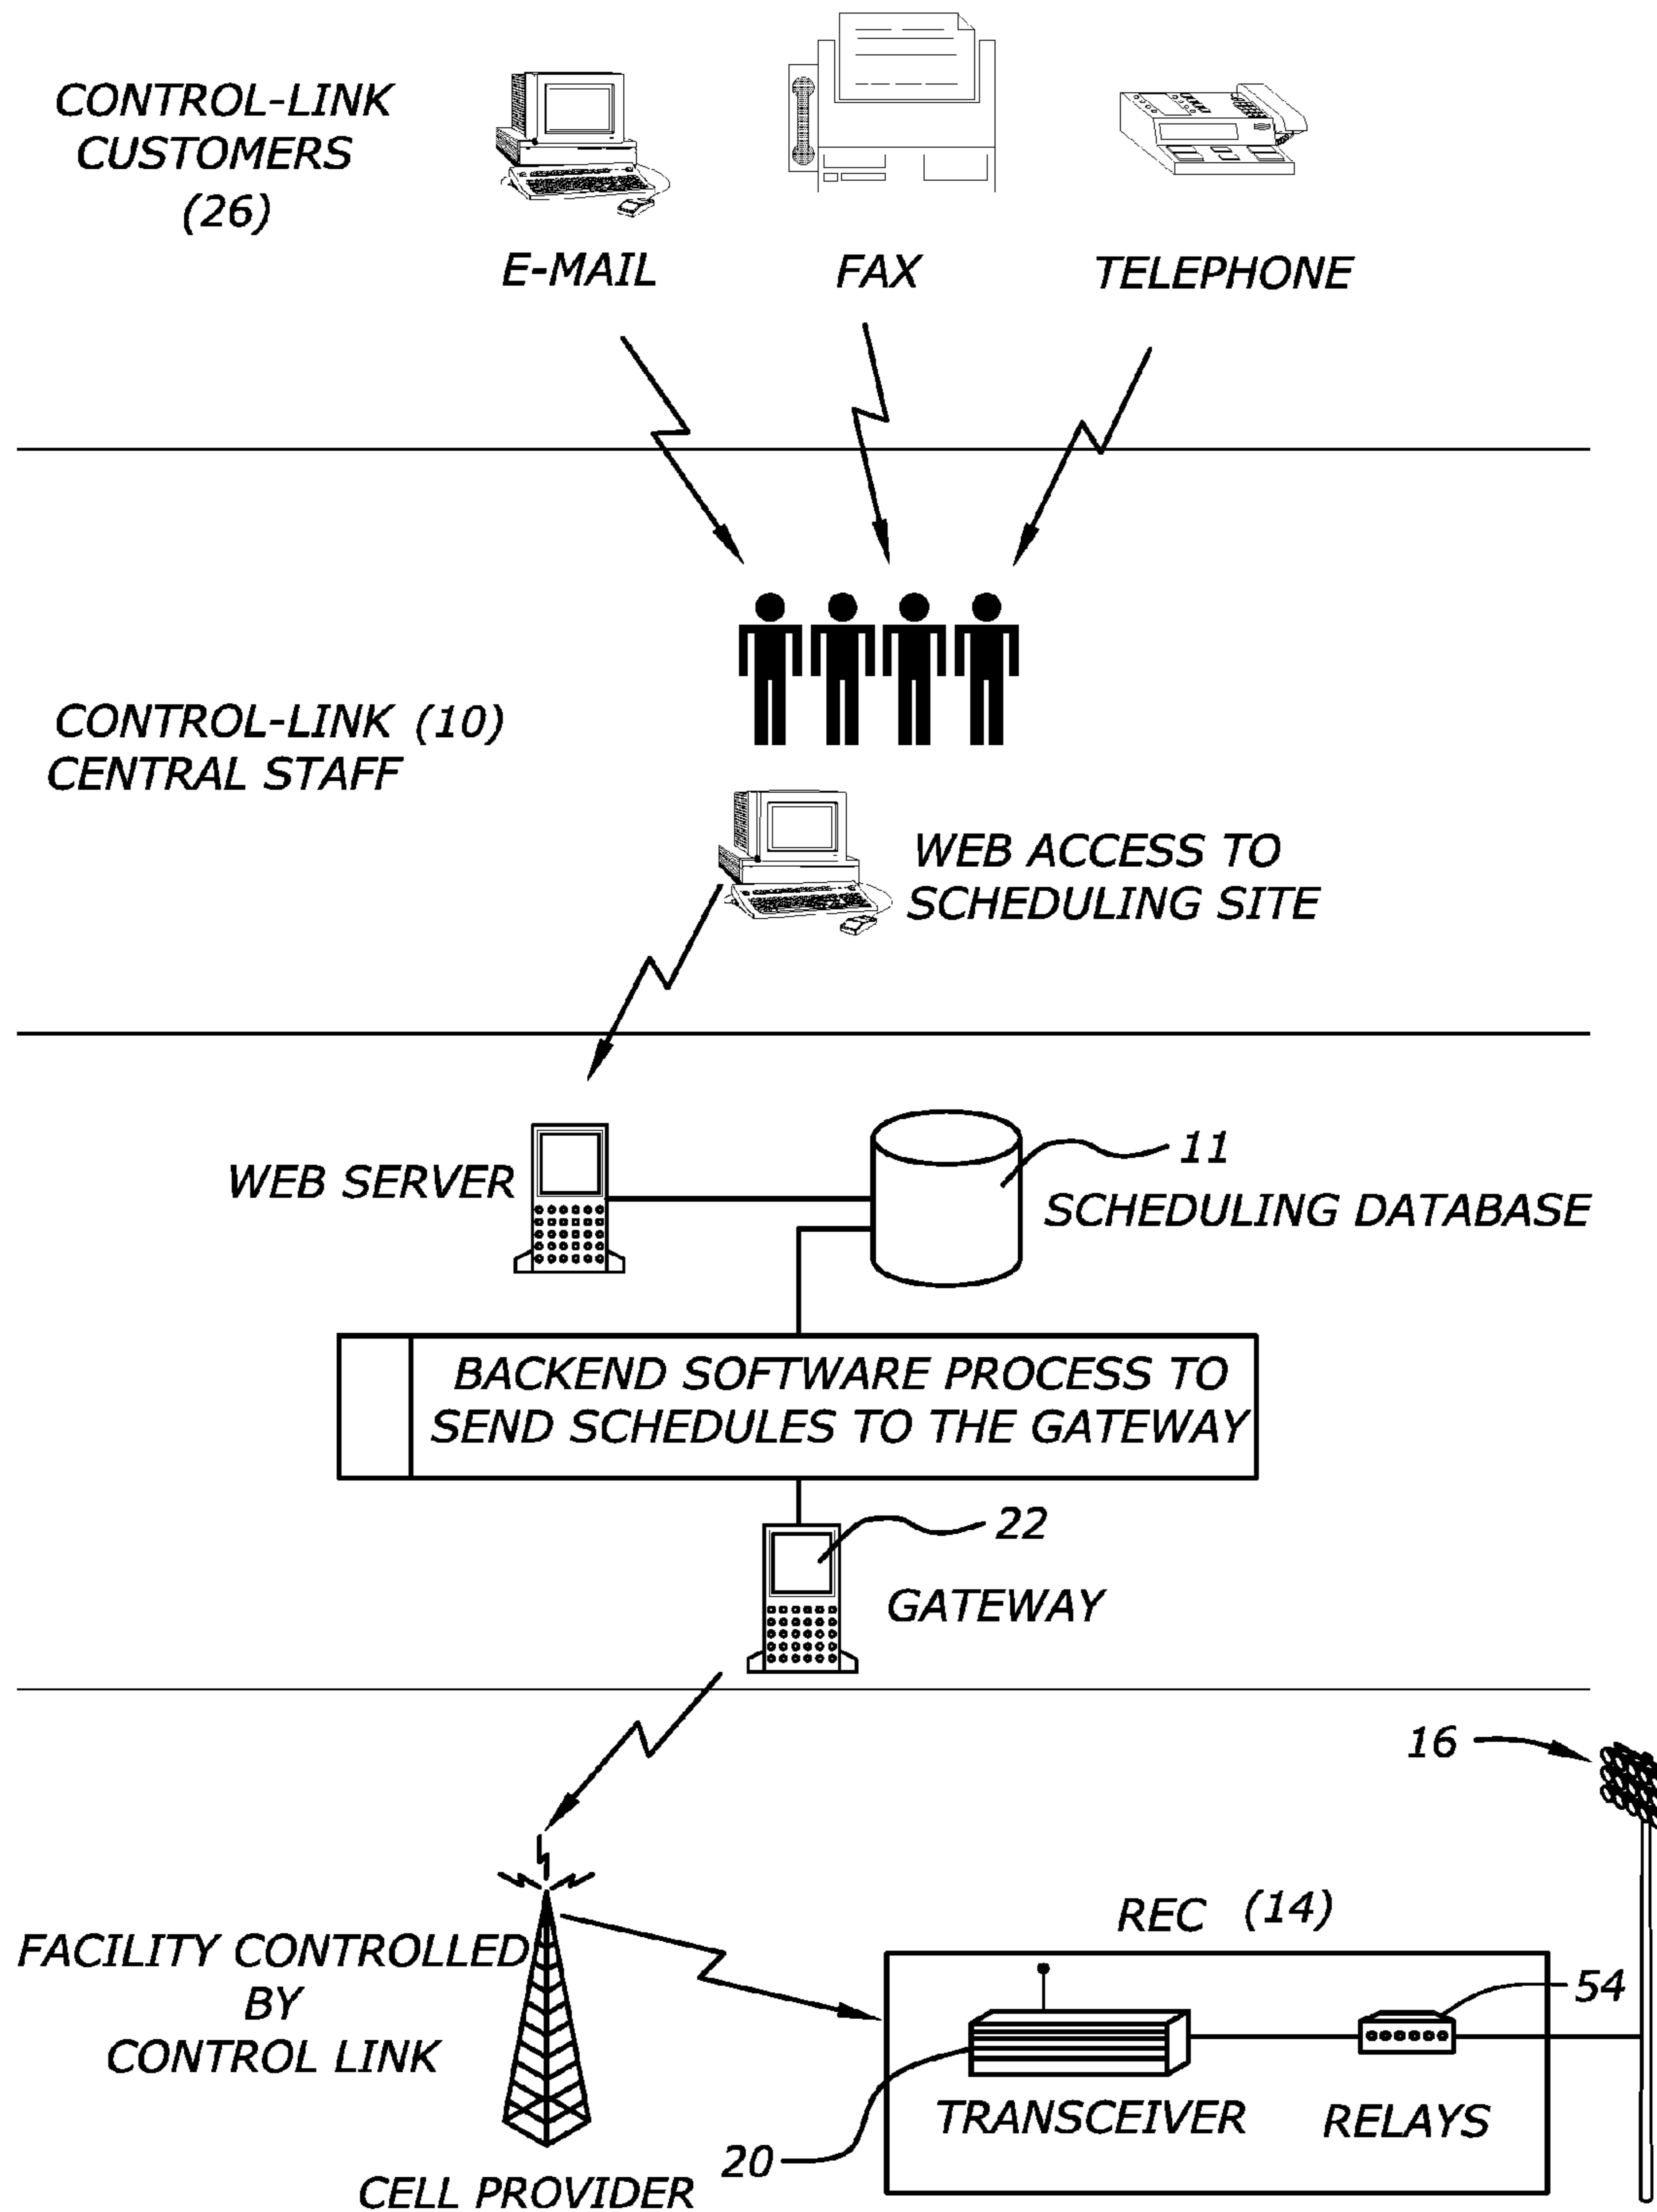 CONTROL-LINK
CUSTOMERS
(26)
E-MAIL
FAX
TELEPHONE
CONTROL-LINK (10)
CENTRAL STAFF
WEB ACCESS TO
SCHEDULING SITE
WEB SERVER
11
SCHEDULING DATABASE
BACKEND SOFTWARE PROCESS TO
SEND SCHEDULES TO THE GATEWAY
22
GATEWAY
16
FACILITY CONTROLLED
BY
CONTROL LINK
CELL PROVIDER
REC (14)
54
TRANSCEIVER
RELAYS
20